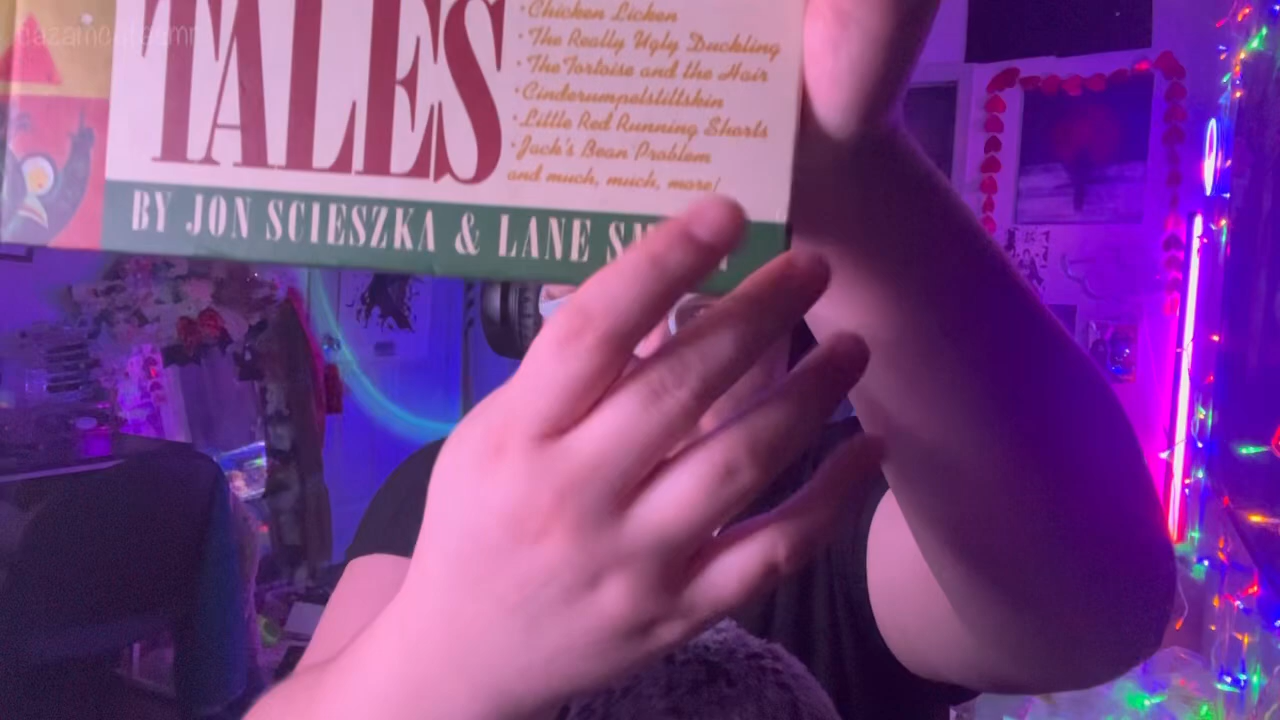 TALES
• Chicken Licken
• The Really Ugly Duckling
• The Tortoise and the Hair
• Cinderumpelstiltskin
• Little Red Running Shorts
• Jack's Bean Problem
and much, much, more!
BY JON SCIESZKA & LANE